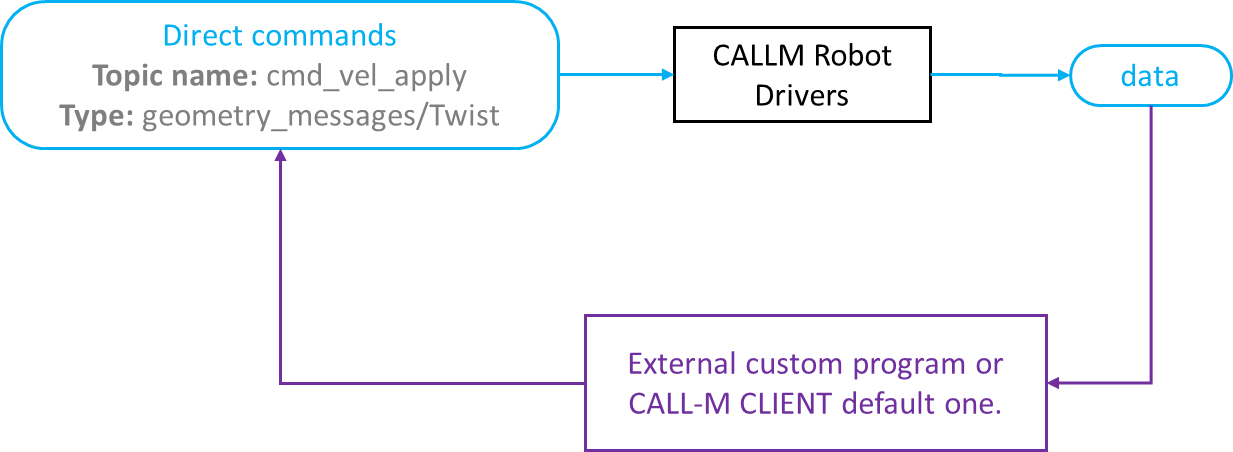 Direct commands
Topic name: cmd_vel_apply
Type: geometry_messages/Twist
CALLM Robot
Drivers
data
External custom program or
CALL-M CLIENT default one.